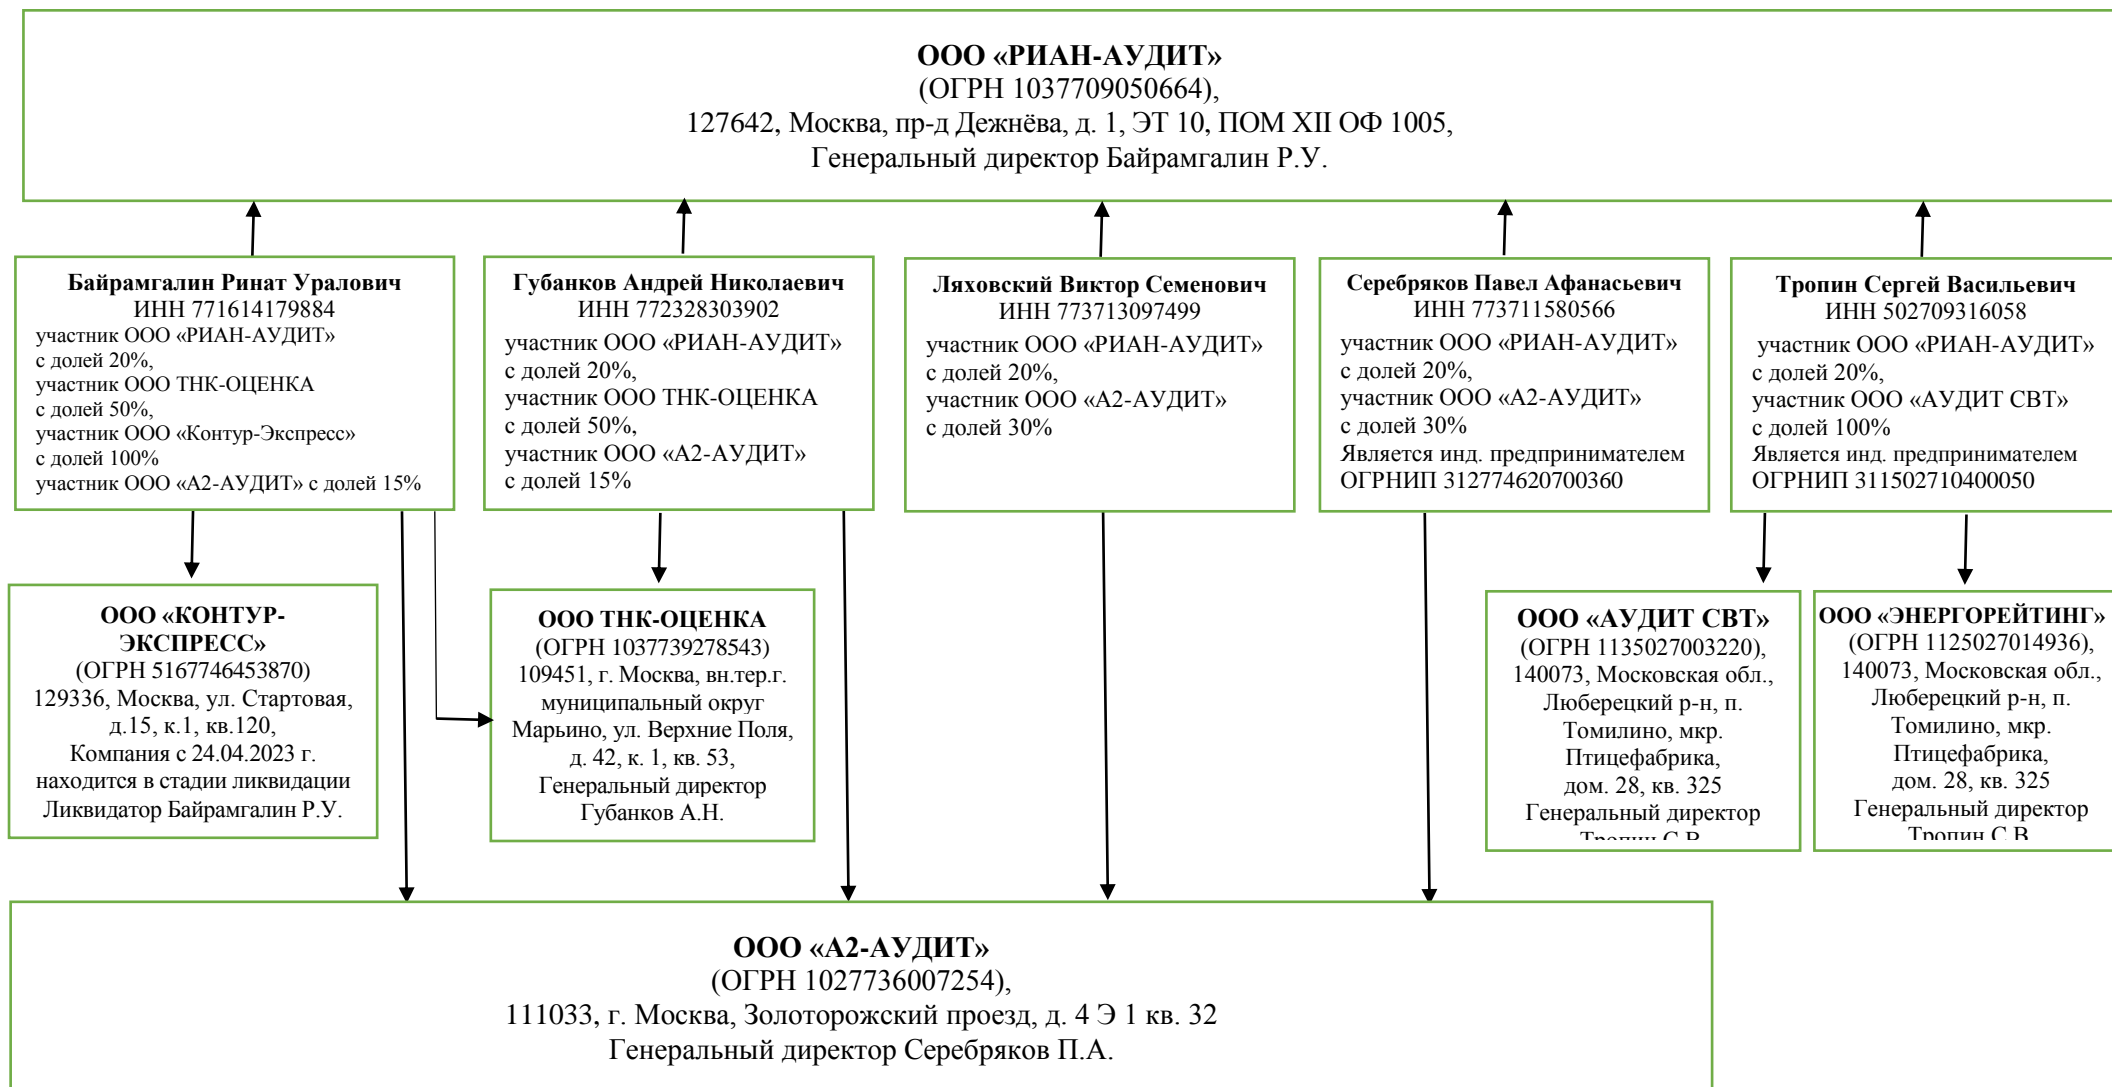 ООО «РИАН-АУДИТ»
(ОГРН 1037709050664),
127642, Москва, пр-д Дежнёва, д. 1, ЭТ 10, ПОМ XII ОФ 1005,
Генеральный директор Байрамгалин Р.У.
Байрамгалин Ринат Уралович
ИНН 771614179884
участник ООО «РИАН-АУДИТ»
с долей 20%,
участник ООО ТНК-ОЦЕНКА
с долей 50%,
участник ООО «Контур-Экспресс»
с долей 100%
участник ООО «А2-АУДИТ» с долей 15%
Губанков Андрей Николаевич
ИНН 772328303902
участник ООО «РИАН-АУДИТ»
с долей 20%,
участник ООО ТНК-ОЦЕНКА
с долей 50%,
участник ООО «А2-АУДИТ»
с долей 15%
Ляховский Виктор Семенович
ИНН 773713097499
участник ООО «РИАН-АУДИТ»
с долей 20%,
участник ООО «А2-АУДИТ»
с долей 30%
Серебряков Павел Афанасьевич
ИНН 773711580566
участник ООО «РИАН-АУДИТ»
с долей 20%,
участник ООО «А2-АУДИТ»
с долей 30%
Является инд. предпринимателем
ОГРНИП 312774620700360
Тропин Сергей Васильевич
ИНН 502709316058
участник ООО «РИАН-АУДИТ»
с долей 20%,
участник ООО «АУДИТ СВТ»
с долей 100%
Является инд. предпринимателем
ОГРНИП 311502710400050
ООО «КОНТУР-
ЭКСПРЕСС»
(ОГРН 5167746453870)
129336, Москва, ул. Стартовая,
д.15, к.1, кв.120,
Компания с 24.04.2023 г.
находится в стадии ликвидации
Ликвидатор Байрамгалин Р.У.
ООО ТНК-ОЦЕНКА
(ОГРН 1037739278543)
109451, г. Москва, вн.тер.г.
муниципальный округ
Марьино, ул. Верхние Поля,
д. 42, к. 1, кв. 53,
Генеральный директор
Губанков А.Н.
ООО «АУДИТ СВТ»
(ОГРН 1135027003220),
140073, Московская обл.,
Люберецкий р-н, п.
Томилино, мкр.
Птицефабрика,
дом. 28, кв. 325
Генеральный директор
Тропин С.В.
ООО «ЭНЕРГОРЕЙТИНГ»
(ОГРН 1125027014936),
140073, Московская обл.,
Люберецкий р-н, п.
Томилино, мкр.
Птицефабрика,
дом. 28, кв. 325
Генеральный директор
Тропин С.В.
ООО «А2-АУДИТ»
(ОГРН 1027736007254),
111033, г. Москва, Золоторожский проезд, д. 4 Э 1 кв. 32
Генеральный директор Серебряков П.А.